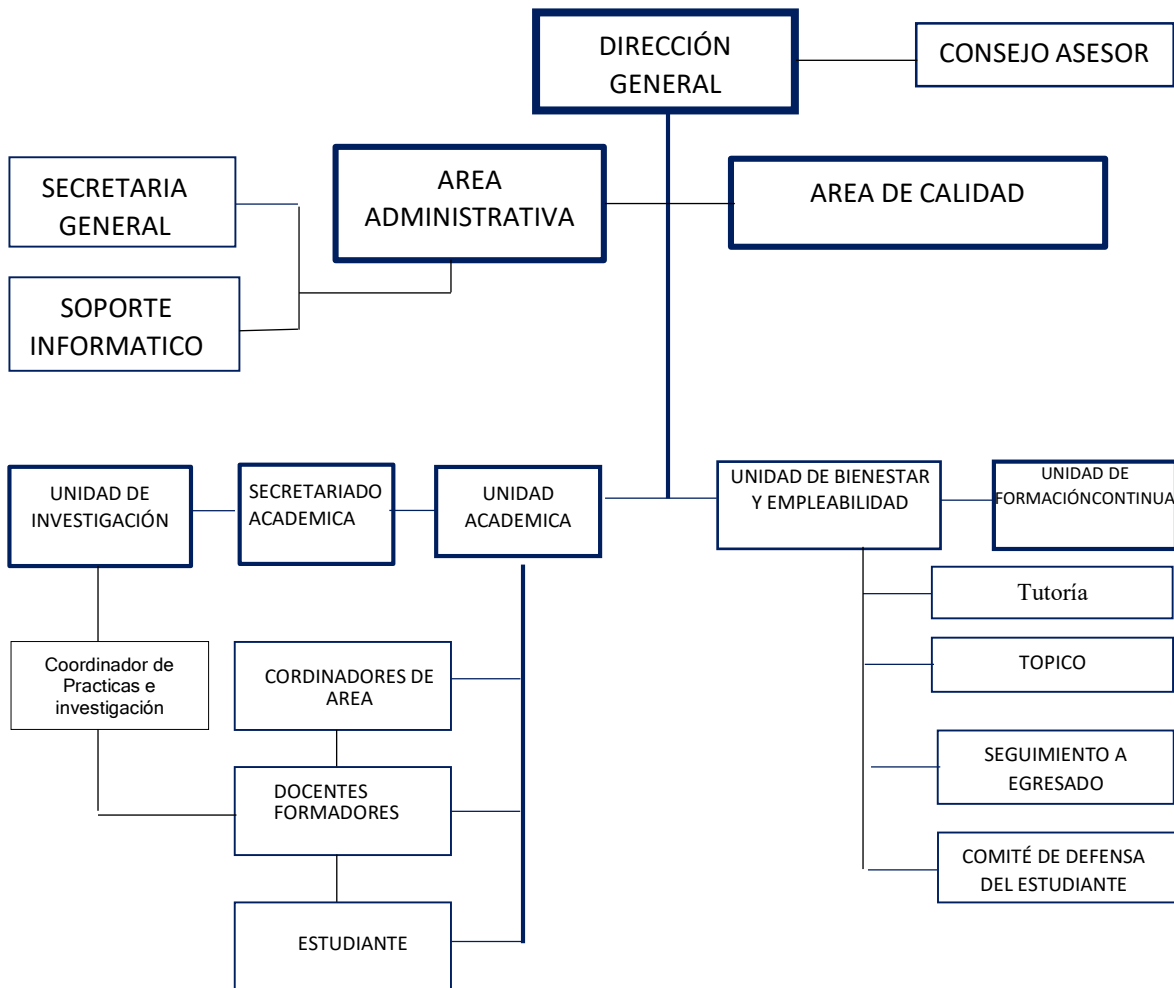 DIRECCIÓN
GENERAL
CONSEJO ASESOR
AREA
ADMINISTRATIVA
AREA DE CALIDAD
SECRETARIA
GENERAL
SOPORTE
INFORMATICO
UNIDAD DE
INVESTIGACIÓN
SECRETARIADO
ACADEMICA
UNIDAD
ACADEMICA
UNIDAD DE BIENESTAR
Y EMPLEABILIDAD
UNIDAD DE
FORMACIÓNCONTINUA
Tutoría
Coordinador de
Practicas e
investigación
CORDINADORES DE
AREA
TOPICO
DOCENTES
FORMADORES
SEGUIMIENTO A
EGRESADO
COMITÉ DE DEFENSA
DEL ESTUDIANTE
ESTUDIANTE